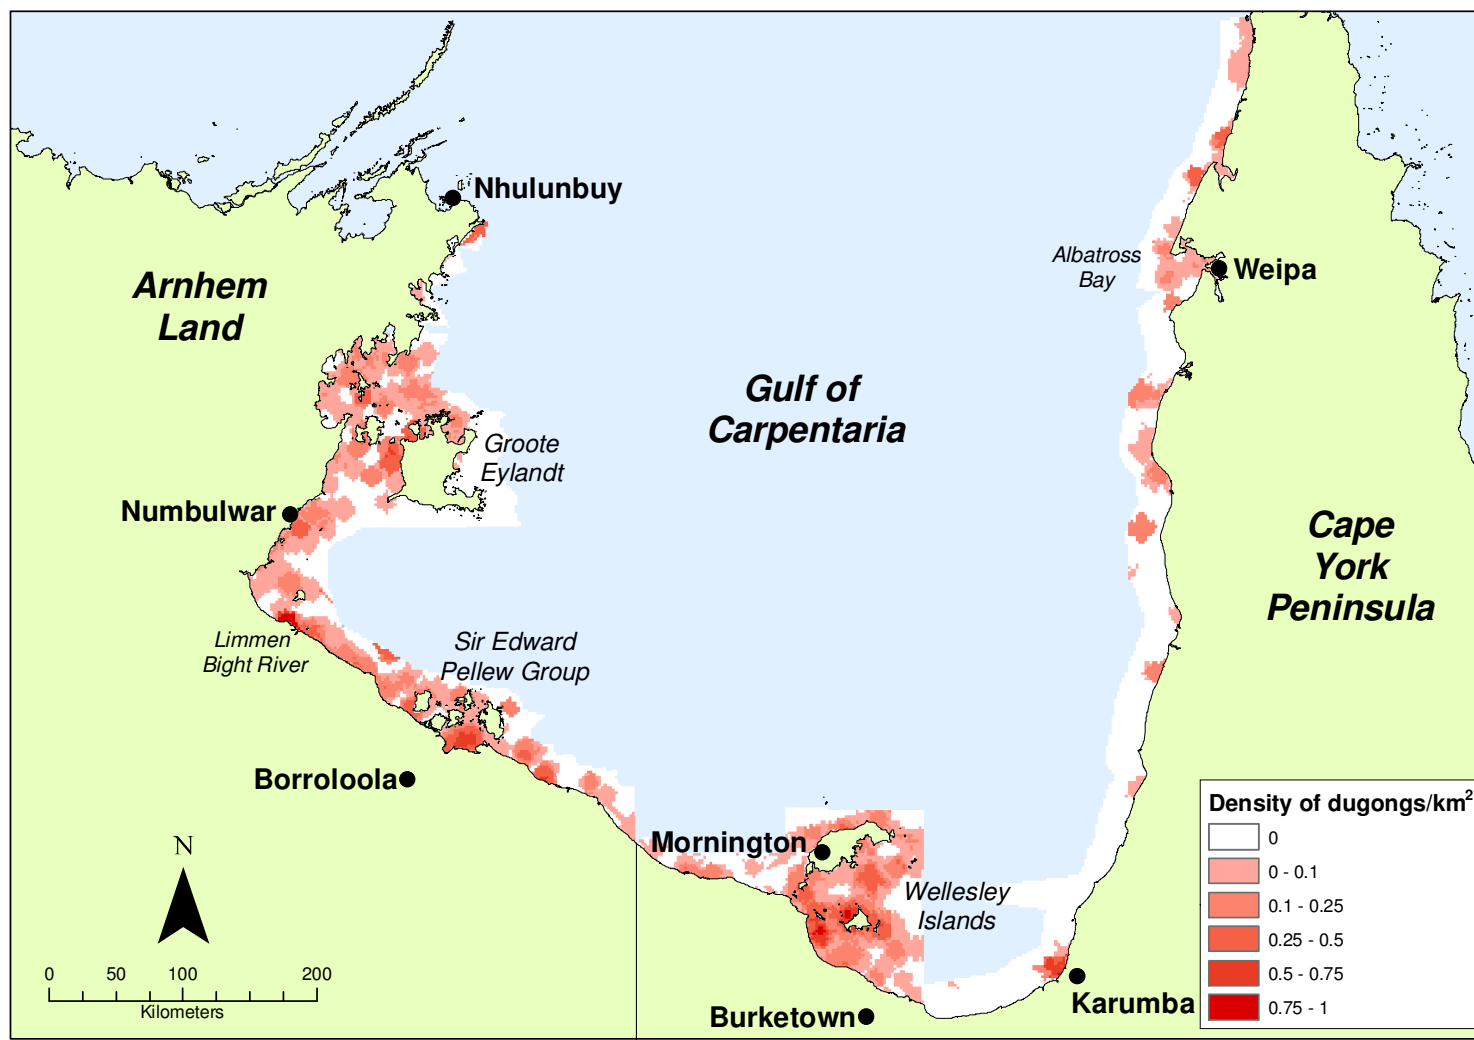 Nhulunbuy
Arnhem
Land
Albatross
Bay
Weipa
Gulf of
Carpentaria
Groote
Eylandt
Numbulwar
Cape
York
Peninsula
Limmen
Bight River
Sir Edward
Pellew Group
Borroloola
Mornington
Wellesley
Islands
Burketown
Karumba
N
0 50 100 200
Kilometers
Density of dugongs/km²
0
0 - 0.1
0.1 - 0.25
0.25 - 0.5
0.5 - 0.75
0.75 - 1